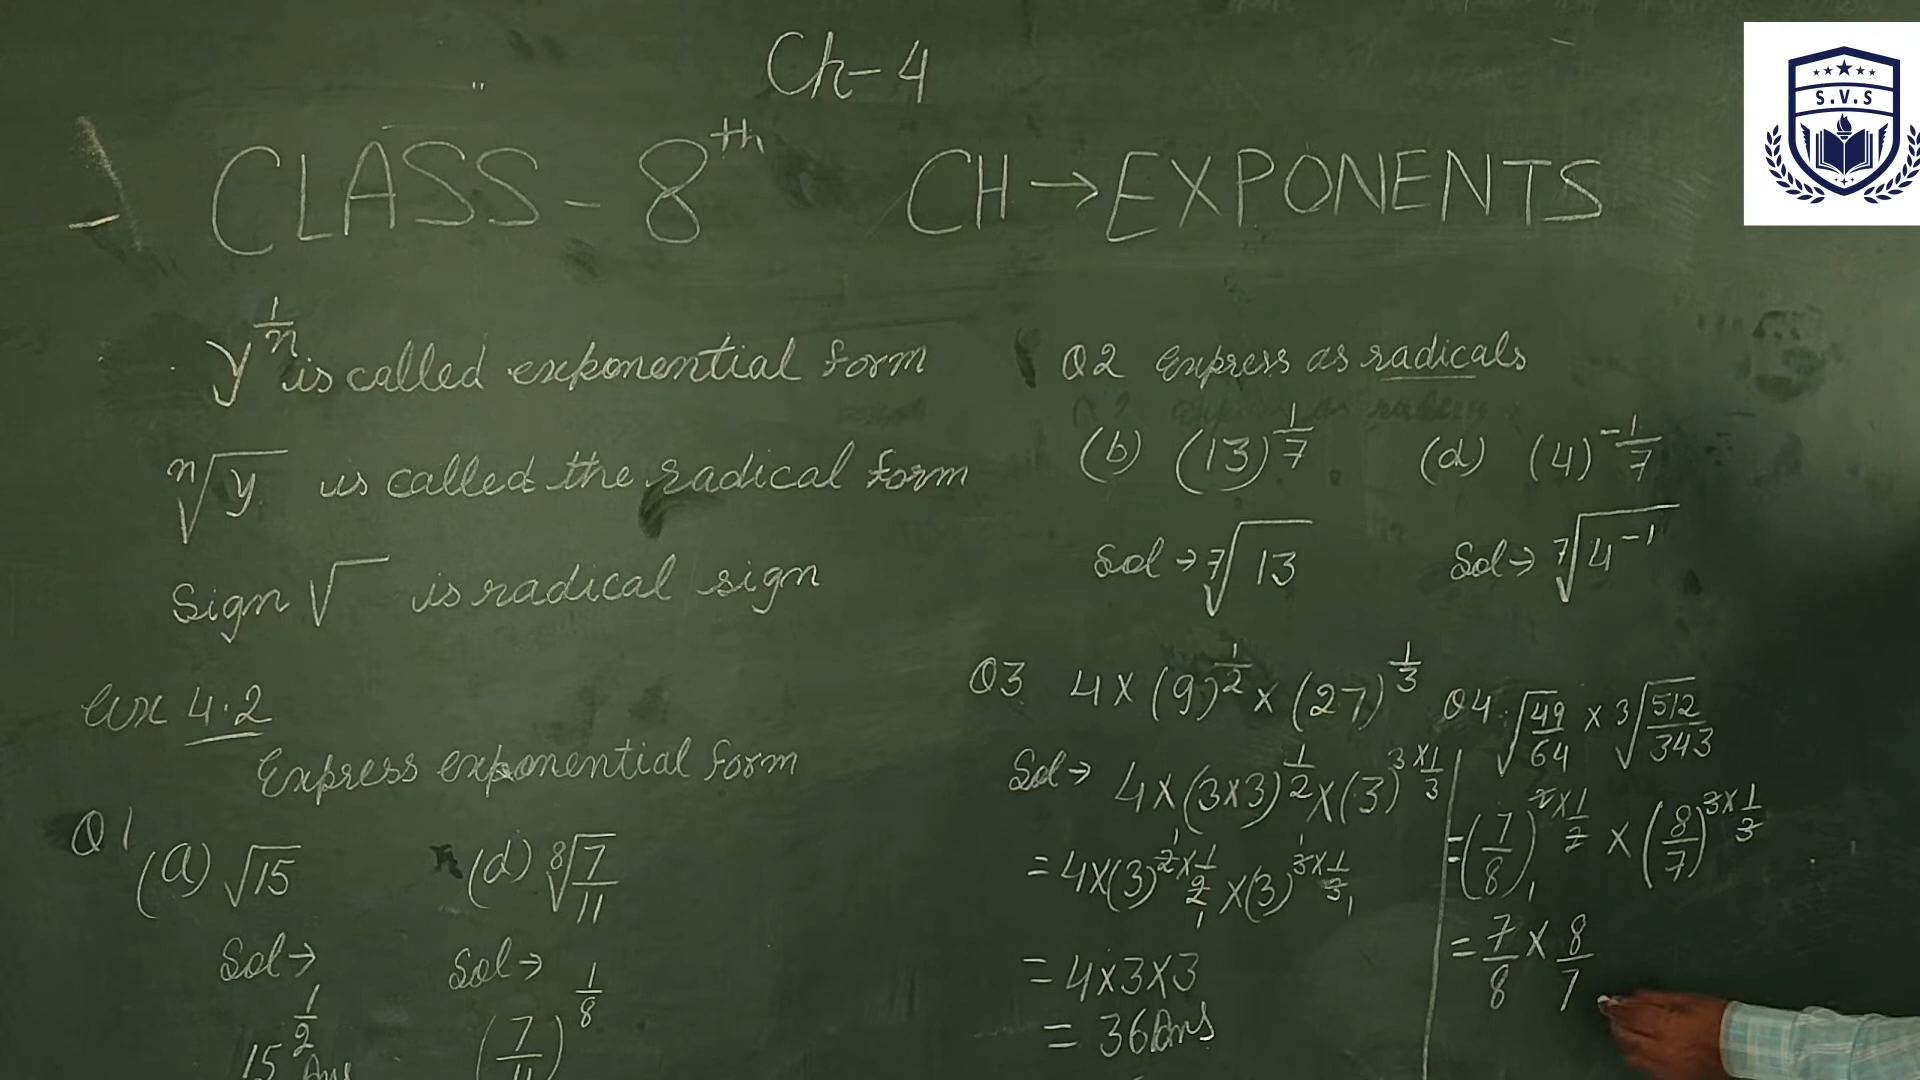 Ch-4
S.V.S
CLASS-8th CH→EXPONENTS
y^1/n is called exponential form
n√y is called the radical form
Sign √ is radical sign
Ex 4.2
Express exponential form
Q1
(a) √15 (d) 8√7/11
Sol→ Sol→
15^1/2 Ans (7/11)^1/8
Q2 Express as radicals
(b) (13)^1/7 (d) (4)^-1/7
Sol→ 7√13 Sol→ 7√4^-1
Q3 4×(9)^1/2×(27)^1/3
Sol→ 4×(3×3)^1/2×(3)^3×1/3
=4×(3)^2×1/2×(3)^3×1/3
=4×3×3
=36Ans
Q4 √49/64 × 3√512/343
=(7/8)^2×1/2 × (8/7)^3×1/3
=7/8×8/7